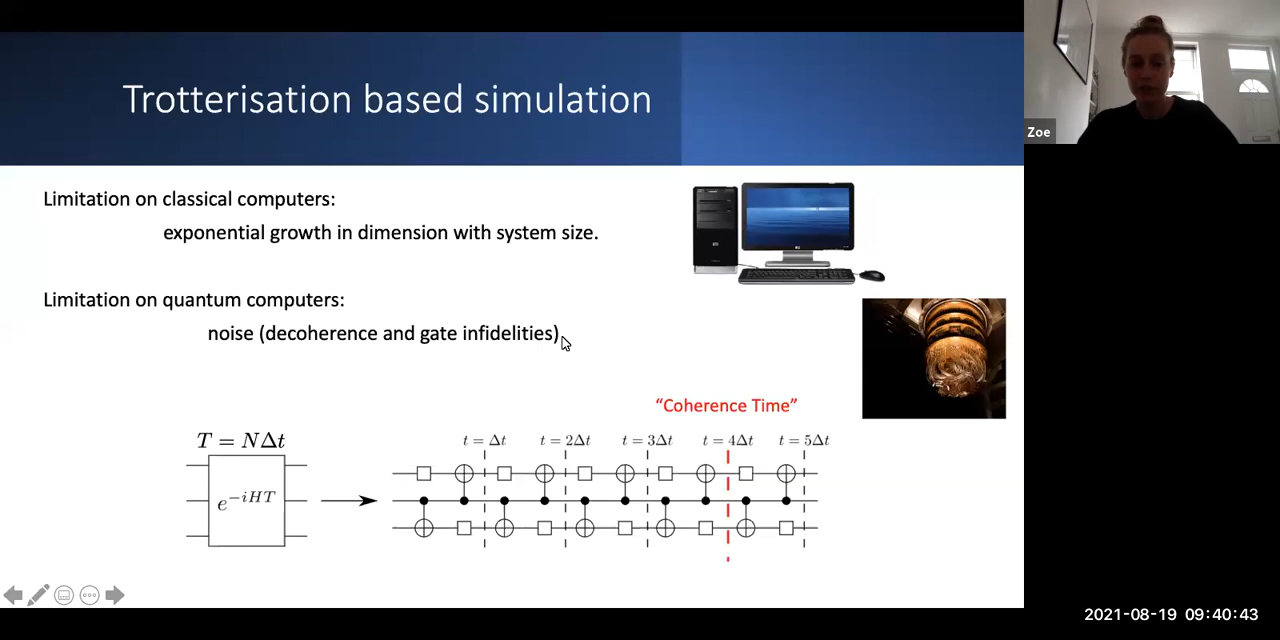 Trotterisation based simulation
Zoe
Limitation on classical computers:
exponential growth in dimension with system size.
Limitation on quantum computers:
noise (decoherence and gate infidelities)
“Coherence Time”
T = NΔt
t = Δt
t = 2Δt
t = 3Δt
t = 4Δt
t = 5Δt
e^{-iHT}
2021-08-19 09:40:43